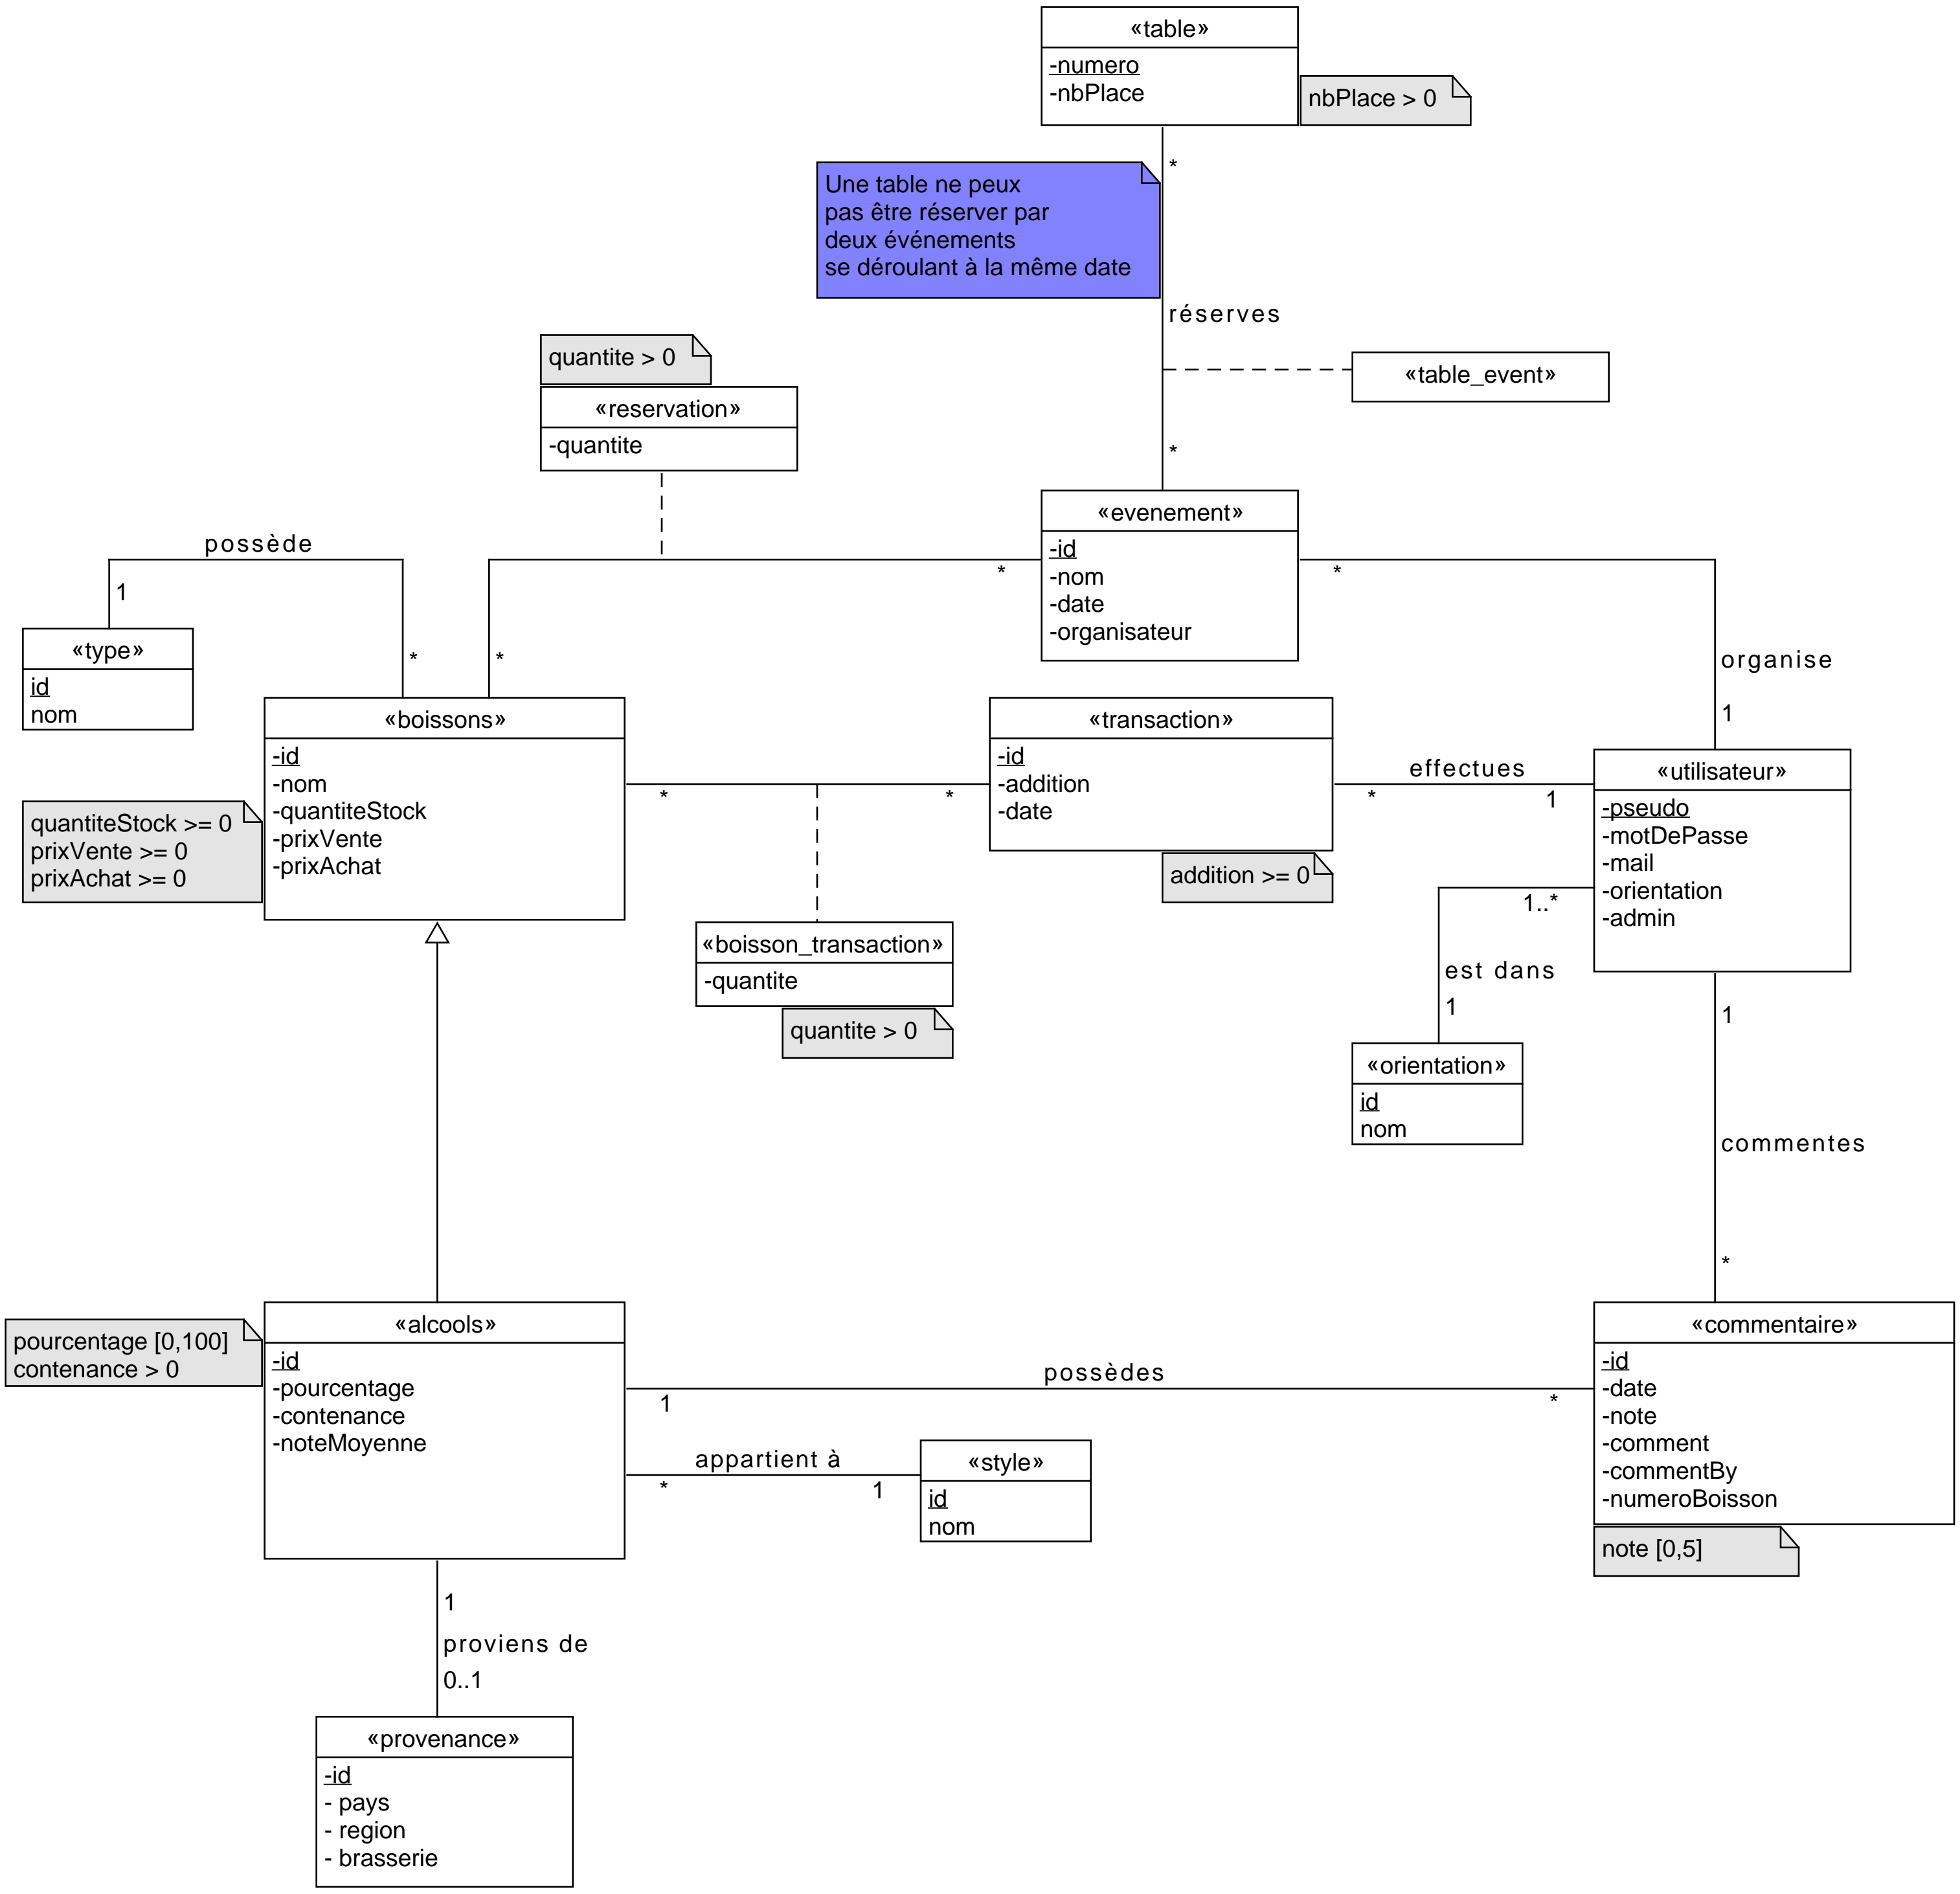 «table»
-numero
-nbPlace
nbPlace > 0
*
Une table ne peux
pas être réserver par
deux événements
se déroulant à la même date
réserves
«table_event»
*
quantite > 0
«reservation»
-quantite
«evenement»
-id
-nom
-date
-organisateur
possède
1
*
*
*
*
organise
1
«type»
id
nom
«boissons»
-id
-nom
-quantiteStock
-prixVente
-prixAchat
quantiteStock >= 0
prixVente >= 0
prixAchat >= 0
*
*
«transaction»
-id
-addition
-date
addition >= 0
effectues
*
1
«utilisateur»
-pseudo
-motDePasse
-mail
-orientation
-admin
«boisson_transaction»
-quantite
quantite > 0
1..*
est dans
1
«orientation»
id
nom
1
commentes
*
«alcools»
-id
-pourcentage
-contenance
-noteMoyenne
pourcentage [0,100]
contenance > 0
possèdes
1
*
«commentaire»
-id
-date
-note
-comment
-commentBy
-numeroBoisson
note [0,5]
appartient à
*
1
«style»
id
nom
1
proviens de
0..1
«provenance»
-id
- pays
- region
- brasserie